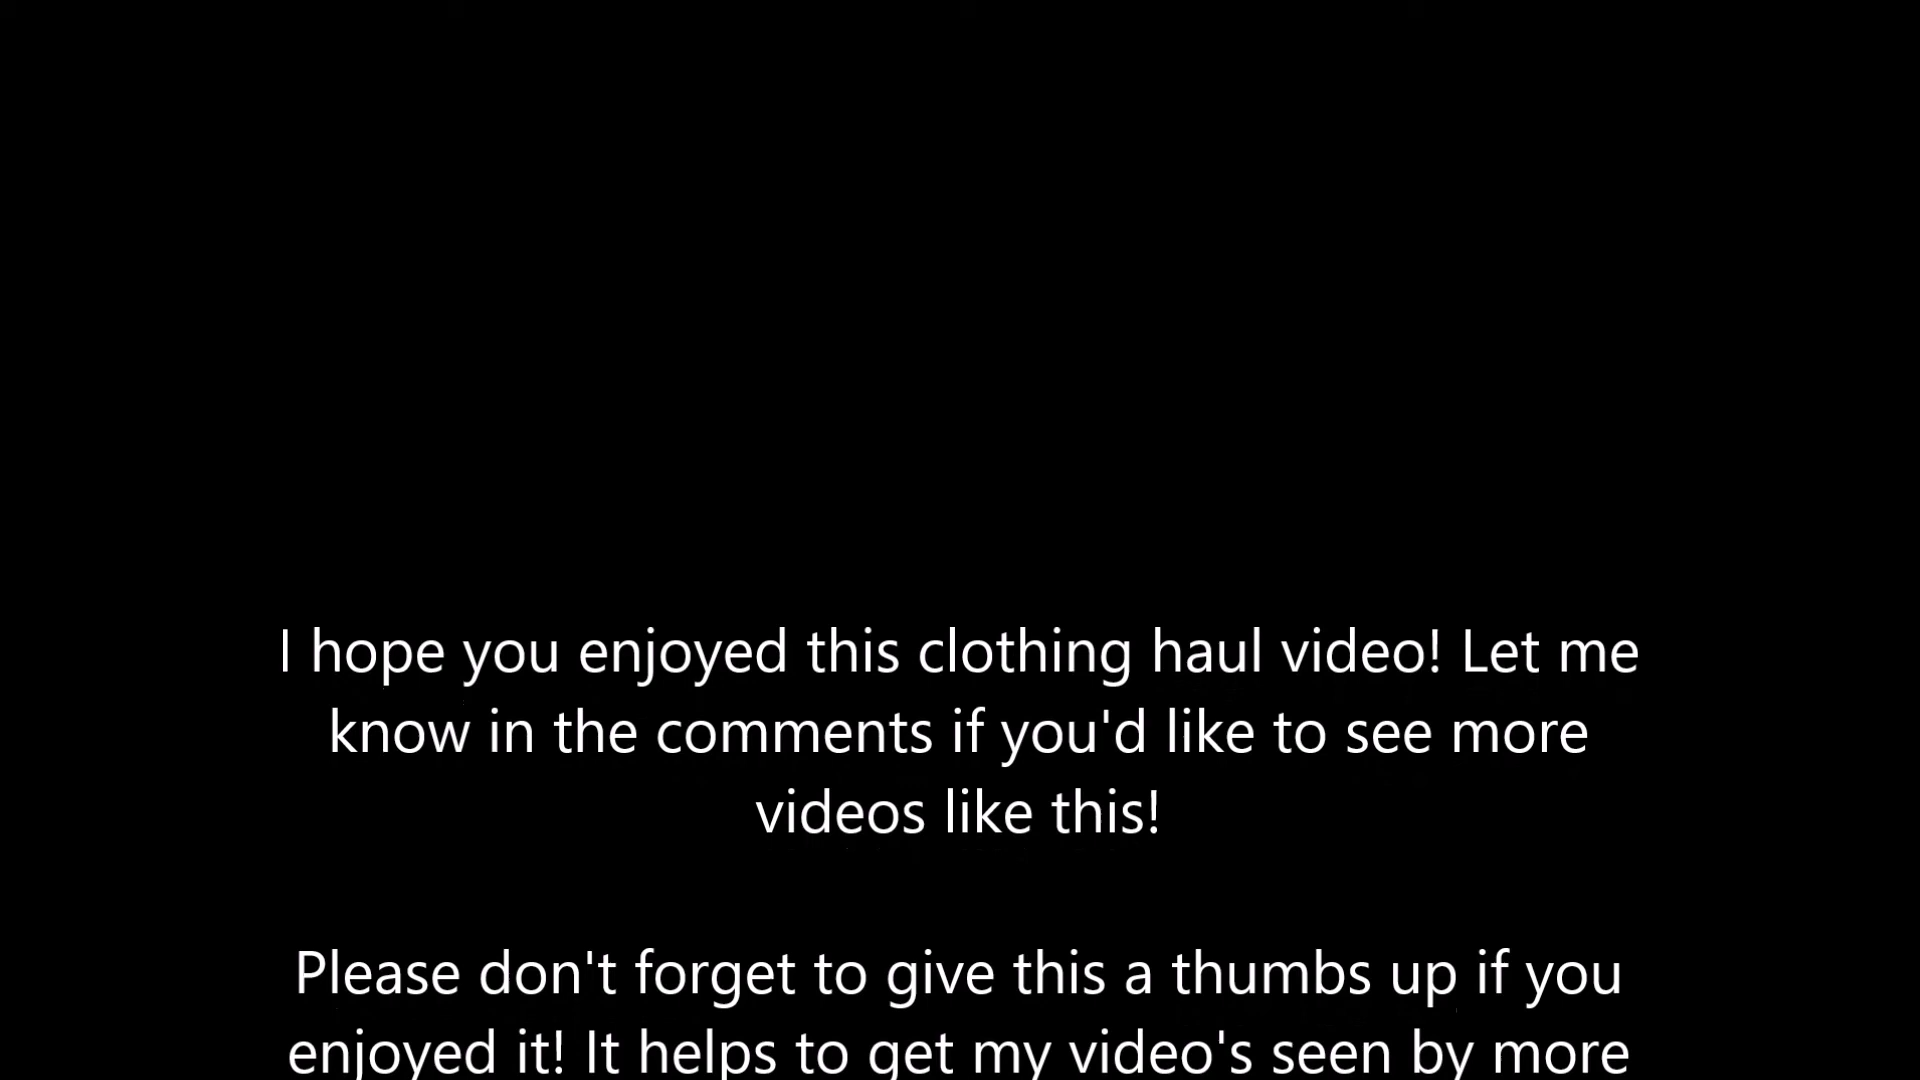 I hope you enjoyed this clothing haul video! Let me
know in the comments if you'd like to see more
videos like this!
Please don't forget to give this a thumbs up if you
enjoyed it! It helps to get my video's seen by more